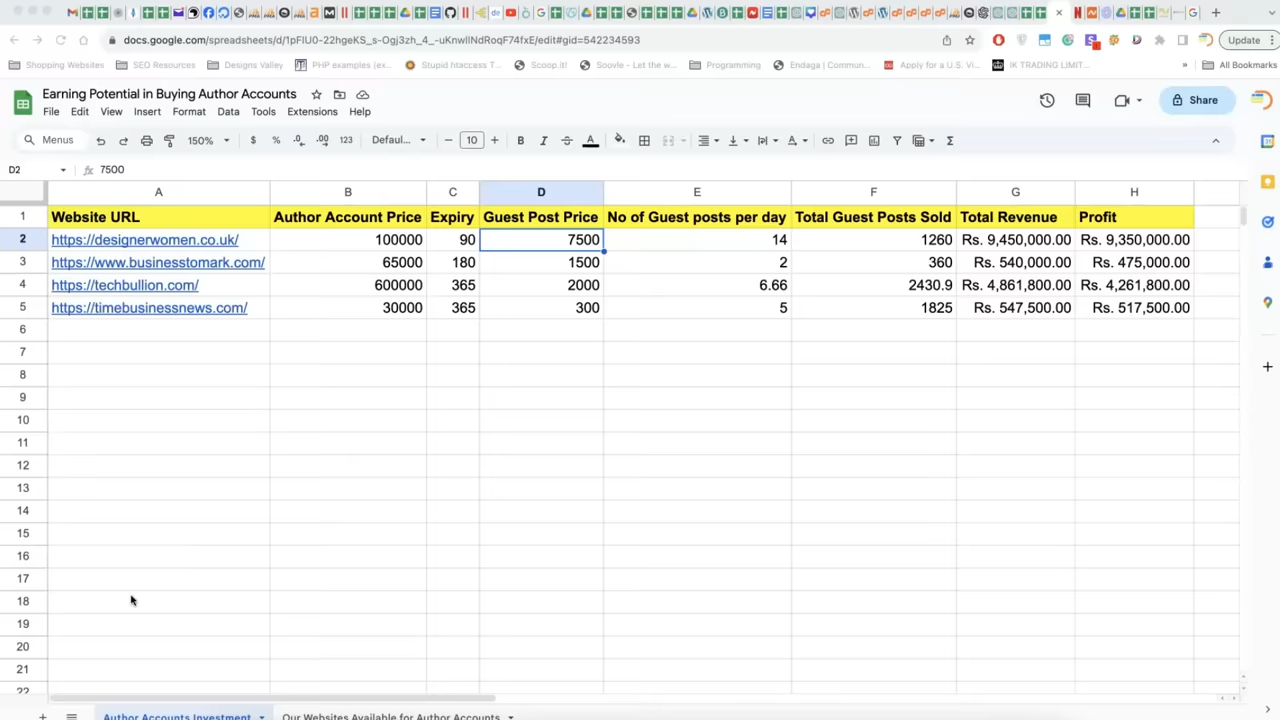 docs.google.com/spreadsheets/d/1pFIU0-22hgeKS_s-Ogj3zh_4_-uKnwIlNdRoqF74fxE/edit#gid=542234593
Update
Shopping Websites
SEO Resources
Designs Valley
PHP examples (ex...
Stupid htaccess T...
Scoop.it!
Soovle - Let the w...
Programming
Endaga | Commun...
Apply for a U.S. Vi...
IK TRADING LIMIT...
»
All Bookmarks
Earning Potential in Buying Author Accounts
File Edit View Insert Format Data Tools Extensions Help
Share
Menus 150% $ % .0 .00 123 Defaul... − 10 + B I A Σ
D2 fx 7500
A B C D E F G H
1 Website URL Author Account Price Expiry Guest Post Price No of Guest posts per day Total Guest Posts Sold Total Revenue Profit
2 https://designerwomen.co.uk/ 100000 90 7500 14 1260 Rs. 9,450,000.00 Rs. 9,350,000.00
3 https://www.businesstomark.com/ 65000 180 1500 2 360 Rs. 540,000.00 Rs. 475,000.00
4 https://techbullion.com/ 600000 365 2000 6.66 2430.9 Rs. 4,861,800.00 Rs. 4,261,800.00
5 https://timebusinessnews.com/ 30000 365 300 5 1825 Rs. 547,500.00 Rs. 517,500.00
6
7
8
9
10
11
12
13
14
15
16
17
18
19
20
21
22
Author Accounts Investment
Our Websites Available for Author Accounts